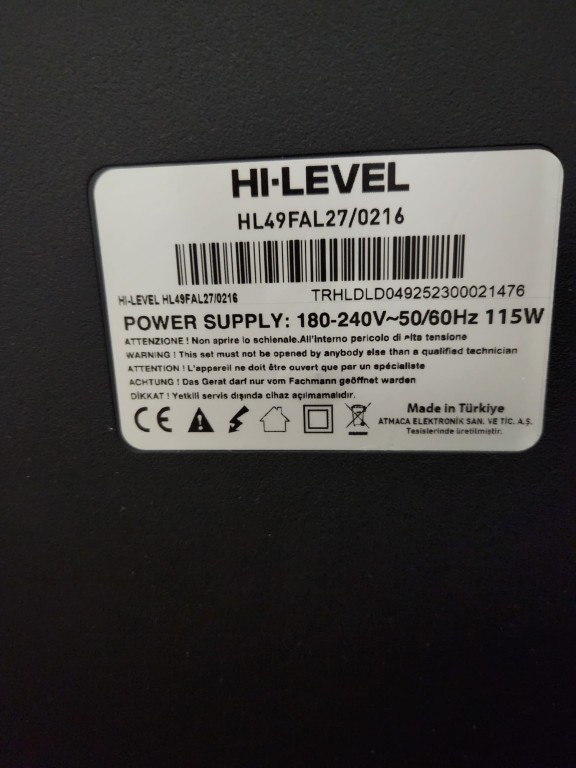 HI-LEVEL
HL49FAL27/0216
HI-LEVEL HL49FAL27/0216 TRHLDLD049252300021476
POWER SUPPLY: 180-240V~50/60Hz 115W
ATTENZIONE ! Non aprire lo schienale.All'Interno pericolo di alta tensione
WARNING ! This set must not be opened by anybody else than a qualified technician
ATTENTION ! L'appareil ne doit être ouvert que par un spécialiste
ACHTUNG ! Das Gerat darf nur vom Fachmann geöffnet warden
DİKKAT ! Yetkili servis dışında cihaz açılmamalıdır.
CE
Made in Türkiye
ATMACA ELEKTRONİK SAN. VE TİC. A.Ş.
Tesislerinde üretilmiştir.